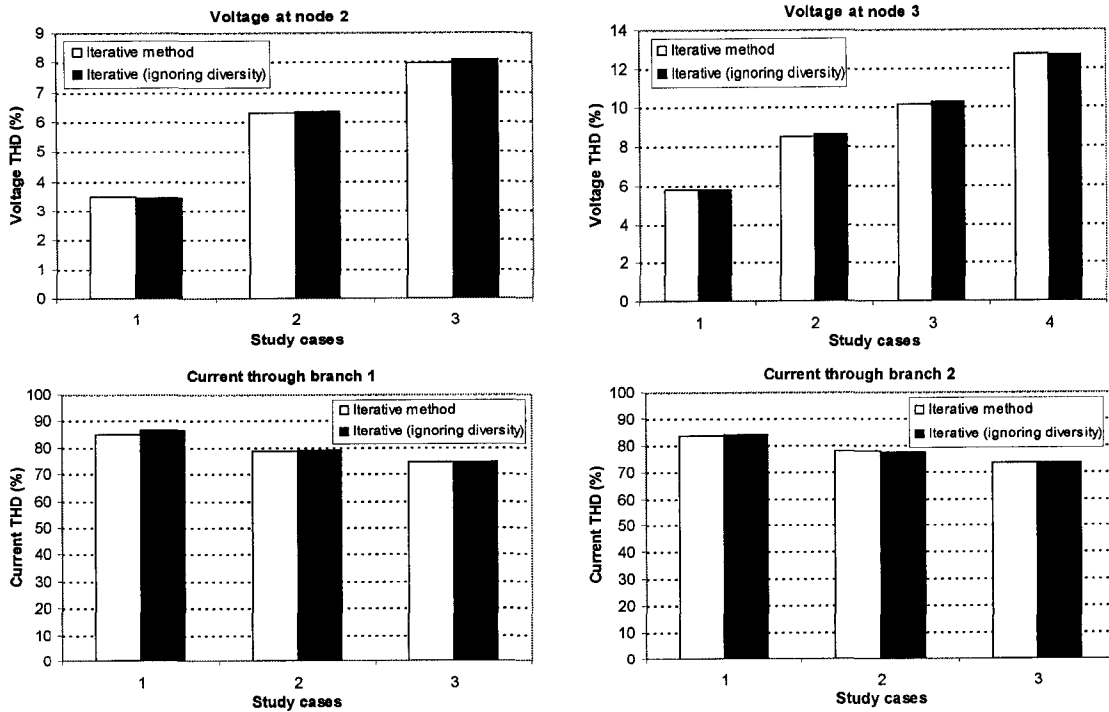 Voltage at node 2
Iterative method
Iterative (ignoring diversity)
Voltage THD (%)
9
8
7
6
5
4
3
2
1
0
1 2 3
Study cases
Voltage at node 3
Iterative method
Iterative (ignoring diversity)
Voltage THD (%)
14
12
10
8
6
4
2
0
1 2 3 4
Study cases
Current through branch 1
Iterative method
Iterative (ignoring diversity)
Current THD (%)
100
90
80
70
60
50
40
30
20
10
0
1 2 3
Study cases
Current through branch 2
Iterative method
Iterative (ignoring diversity)
Current THD (%)
100
90
80
70
60
50
40
30
20
10
0
1 2 3
Study cases